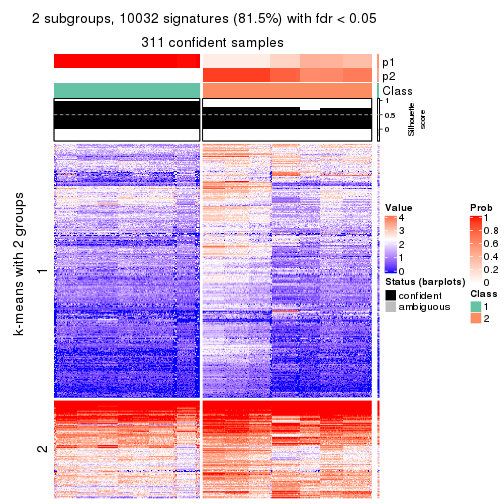 2 subgroups, 10032 signatures (81.5%) with fdr < 0.05
311 confident samples
p1
p2
Class
1
0.5
0
Silhouette
score
k-means with 2 groups
1
2
Value
4
3
2
1
0
Status (barplots)
confident
ambiguous
Prob
1
0.8
0.6
0.4
0.2
0
Class
1
2